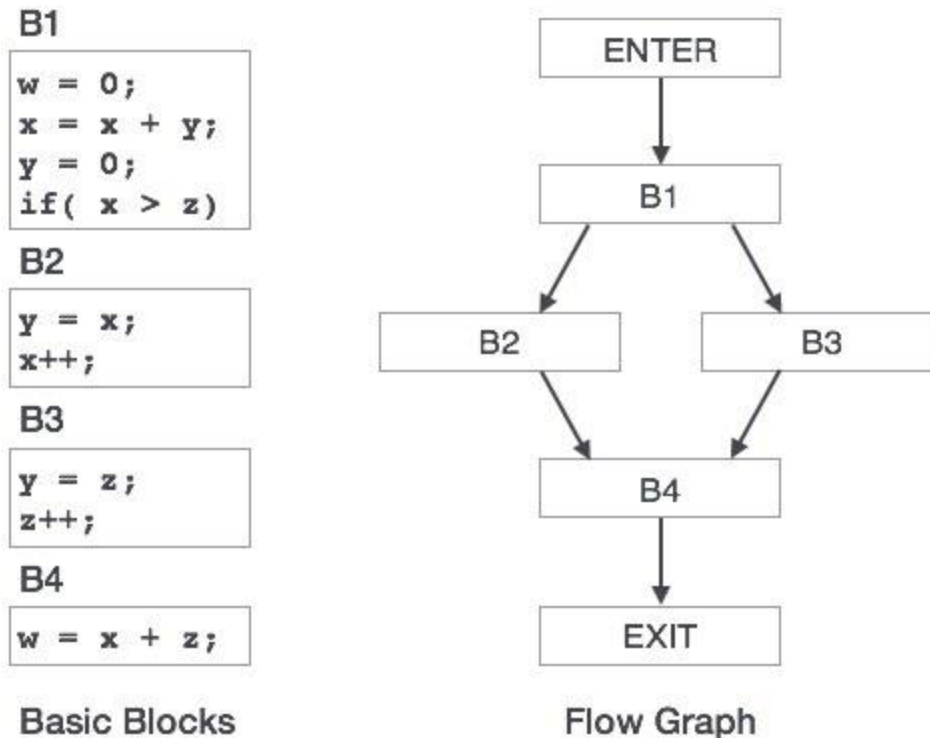 B1
w = 0;
x = x + y;
y = 0;
if( x > z)
B2
y = x;
x++;
B3
y = z;
z++;
B4
w = x + z;
Basic Blocks
ENTER
B1
B2 B3
B4
EXIT
Flow Graph